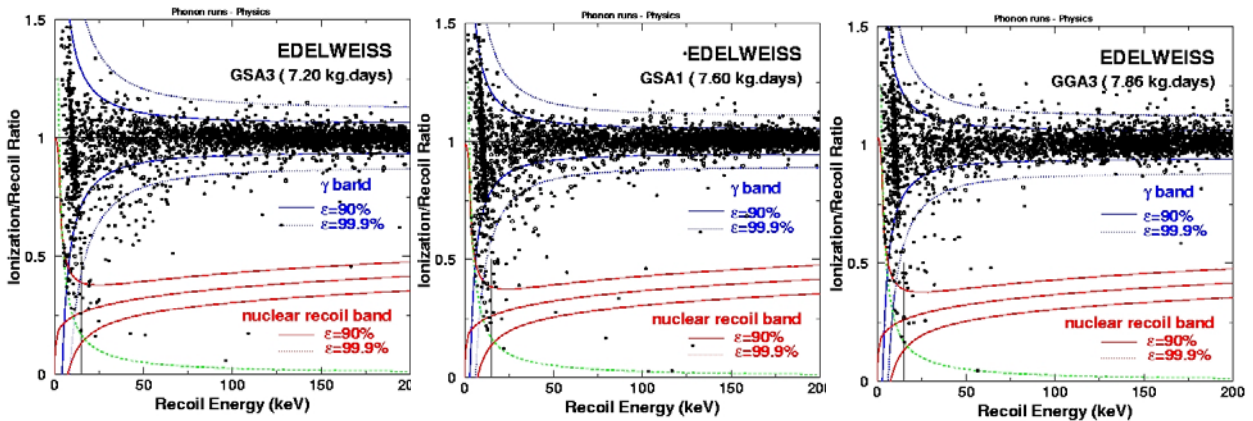 Phonon runs - Physics
1.5
1
0.5
0
Ionization/Recoil Ratio
EDELWEISS
GSA3 ( 7.20 kg.days)
γ band
ε=90%
ε=99.9%
nuclear recoil band
ε=90%
ε=99.9%
0 50 100 150 200
Recoil Energy (keV)
Phonon runs - Physics
1.5
1
0.5
0
Ionization/Recoil Ratio
EDELWEISS
GSA1 ( 7.60 kg.days)
γ band
ε=90%
ε=99.9%
nuclear recoil band
ε=90%
ε=99.9%
0 50 100 150 200
Recoil Energy (keV)
Phonon runs - Physics
1.5
1
0.5
0
Ionization/Recoil Ratio
EDELWEISS
GGA3 ( 7.86 kg.days)
γ band
ε=90%
ε=99.9%
nuclear recoil band
ε=90%
ε=99.9%
0 50 100 150 200
Recoil Energy (keV)